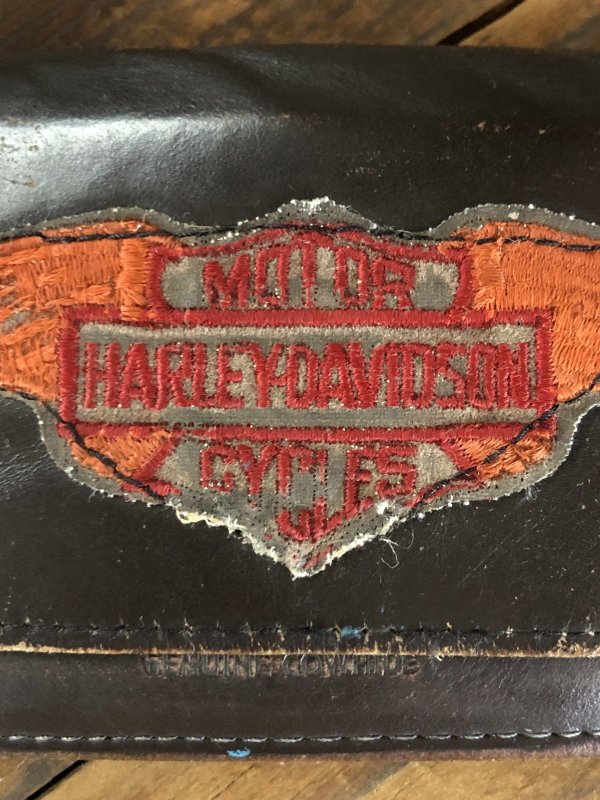 MOTOR
HARLEY-DAVIDSON
CYCLES
GENUINE COWHIDE